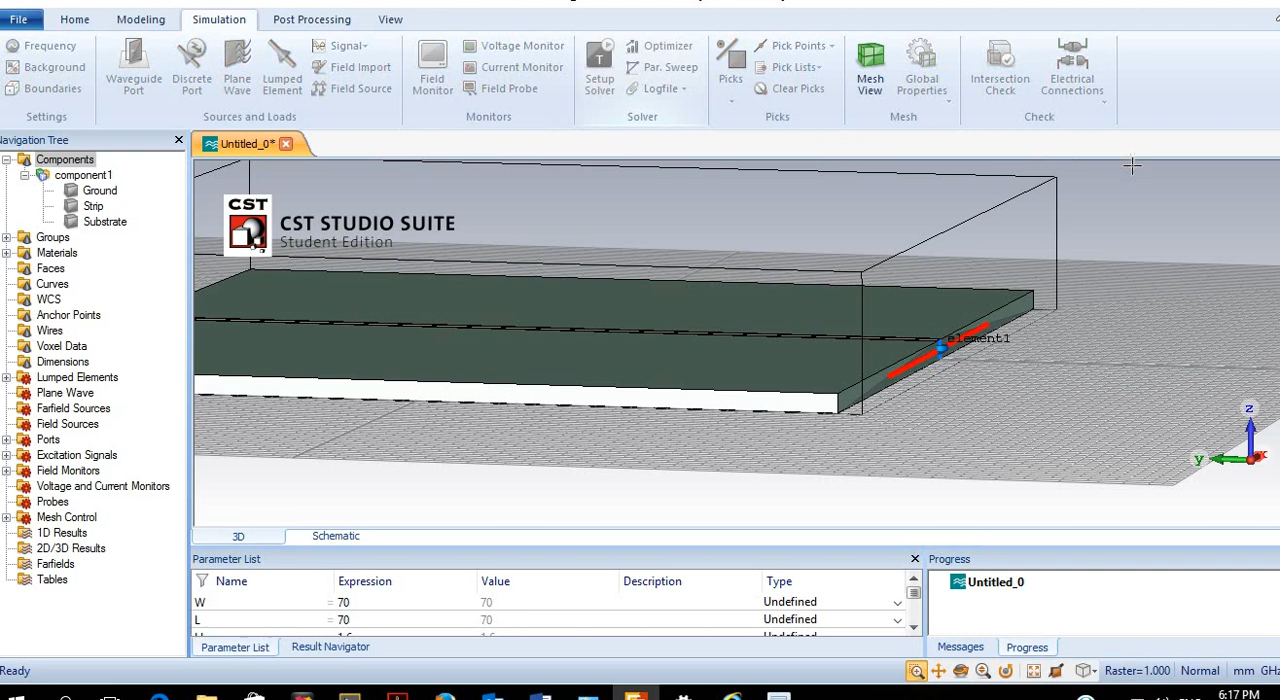 File Home Modeling Simulation Post Processing View
Frequency
Background
Boundaries
Settings
Waveguide Port
Discrete Port
Plane Wave
Lumped Element
Signal
Field Import
Field Source
Sources and Loads
Field Monitor
Voltage Monitor
Current Monitor
Field Probe
Monitors
Setup Solver
Optimizer
Par. Sweep
Logfile
Solver
Picks
Pick Points
Pick Lists
Clear Picks
Picks
Mesh View
Global Properties
Mesh
Intersection Check
Electrical Connections
Check
Navigation Tree
Components
component1
Ground
Strip
Substrate
Groups
Materials
Faces
Curves
WCS
Anchor Points
Wires
Voxel Data
Dimensions
Lumped Elements
Plane Wave
Farfield Sources
Field Sources
Ports
Excitation Signals
Field Monitors
Voltage and Current Monitors
Probes
Mesh Control
1D Results
2D/3D Results
Farfields
Tables
Untitled_0*
CST
CST STUDIO SUITE
Student Edition
element1
z
y
x
3D Schematic
Parameter List
Name Expression Value Description Type
W = 70 70 Undefined
L = 70 70 Undefined
Parameter List Result Navigator
Progress
Untitled_0
Messages Progress
Ready
Raster=1.000 Normal mm
6:17 PM